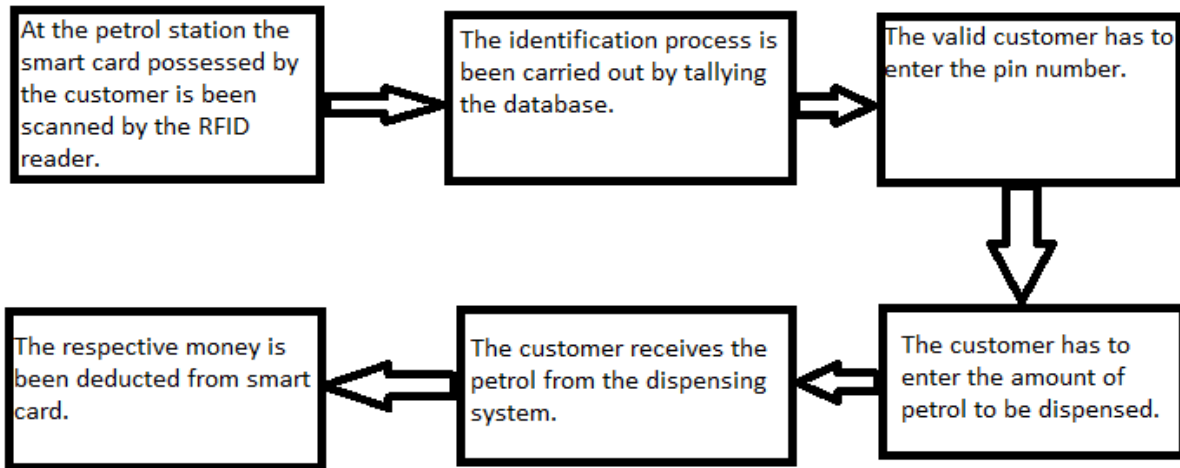 At the petrol station the
smart card possessed by
the customer is been
scanned by the RFID
reader.
The identification process is
been carried out by tallying
the database.
The valid customer has to
enter the pin number.
The customer has to
enter the amount of
petrol to be dispensed.
The customer receives the
petrol from the dispensing
system.
The respective money is
been deducted from smart
card.